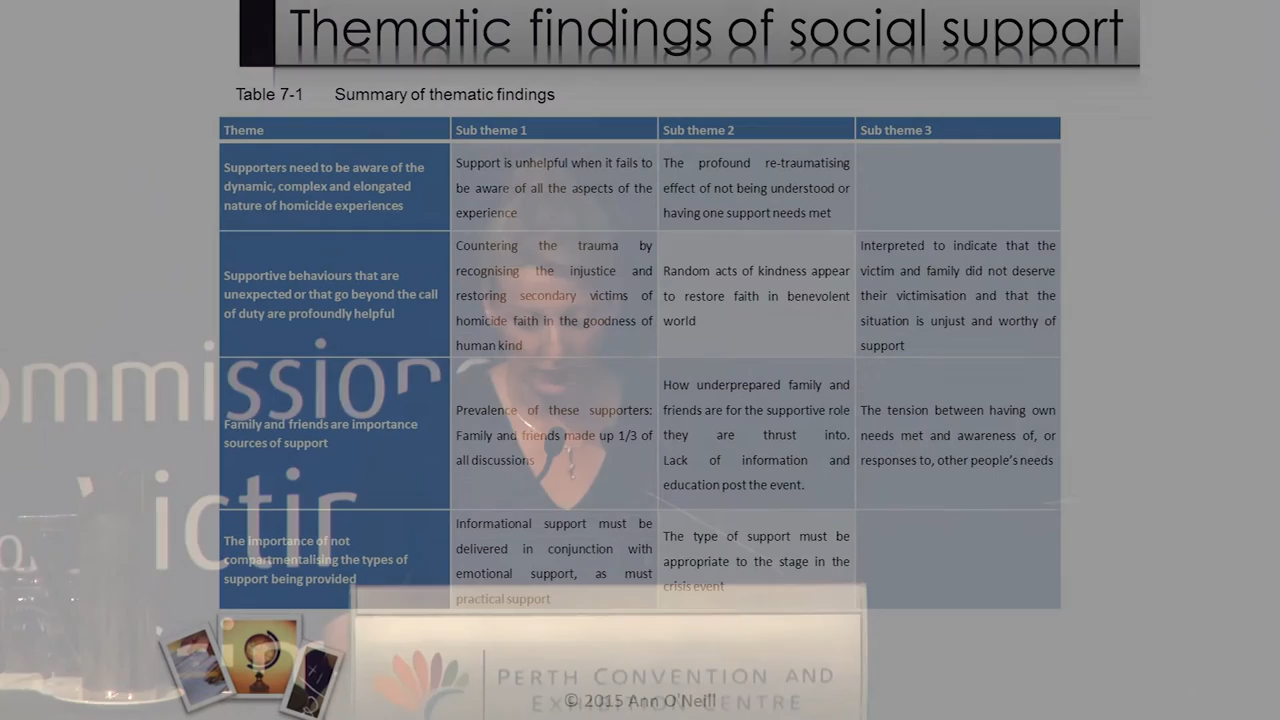 Thematic findings of social support
Table 7-1 Summary of thematic findings
Theme
Sub theme 1
Sub theme 2
Sub theme 3
Supporters need to be aware of the
dynamic, complex and elongated
nature of homicide experiences
Support is unhelpful when it fails to
be aware of all the aspects of the
experience
The profound re-traumatising
effect of not being understood or
having one support needs met
Supportive behaviours that are
unexpected or that go beyond the call
of duty are profoundly helpful
Countering the trauma by
recognising the injustice and
restoring secondary victims of
homicide faith in the goodness of
human kind
Random acts of kindness appear
to restore faith in benevolent
world
Interpreted to indicate that the
victim and family did not deserve
their victimisation and that the
situation is unjust and worthy of
support
Family and friends are importance
sources of support
Prevalence of these supporters:
Family and friends made up 1/3 of
all discussions
How underprepared family and
friends are for the supportive role
they are thrust into.
Lack of information and
education post the event.
The tension between having own
needs met and awareness of, or
responses to, other people's needs
The importance of not
compartmentalising the types of
support being provided
Informational support must be
delivered in conjunction with
emotional support, as must
practical support
The type of support must be
appropriate to the stage in the
crisis event
ommission
Victim
PERTH CONVENTION AND
EXHIBITION CENTRE
© 2015 Ann O'Neill